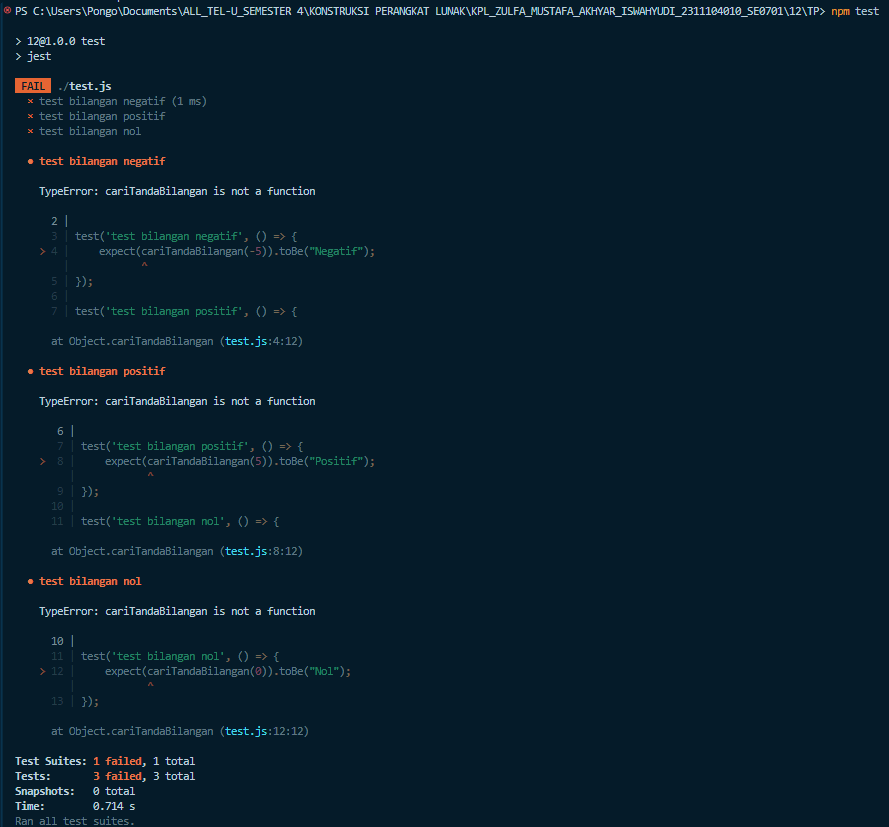 PS C:\Users\Pongo\Documents\ALL_TEL-U_SEMESTER 4\KONSTRUKSI PERANGKAT LUNAK\KPL_ZULFA_MUSTAFA_AKHYAR_ISWAHYUDI_2311104010_SE0701\12\TP> npm test
> 12@1.0.0 test
> jest
FAIL ./test.js
× test bilangan negatif (1 ms)
× test bilangan positif
× test bilangan nol
● test bilangan negatif
TypeError: cariTandaBilangan is not a function
2 |
3 | test('test bilangan negatif', () => {
> 4 | expect(cariTandaBilangan(-5)).toBe("Negatif");
| ^
5 | });
6 |
7 | test('test bilangan positif', () => {
at Object.cariTandaBilangan (test.js:4:12)
● test bilangan positif
TypeError: cariTandaBilangan is not a function
6 |
7 | test('test bilangan positif', () => {
> 8 | expect(cariTandaBilangan(5)).toBe("Positif");
| ^
9 | });
10 |
11 | test('test bilangan nol', () => {
at Object.cariTandaBilangan (test.js:8:12)
● test bilangan nol
TypeError: cariTandaBilangan is not a function
10 |
11 | test('test bilangan nol', () => {
> 12 | expect(cariTandaBilangan(0)).toBe("Nol");
| ^
13 | });
at Object.cariTandaBilangan (test.js:12:12)
Test Suites: 1 failed, 1 total
Tests: 3 failed, 3 total
Snapshots: 0 total
Time: 0.714 s
Ran all test suites.